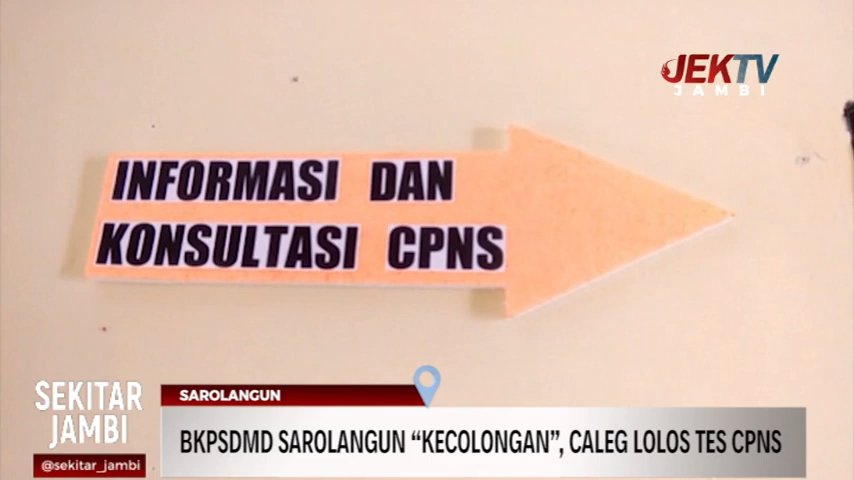 JEKTV
JAMBI
INFORMASI DAN
KONSULTASI CPNS
SEKITAR
JAMBI
@sekitar_jambi
SAROLANGUN
BKPSDMD SAROLANGUN “KECOLONGAN”, CALEG LOLOS TES CPNS